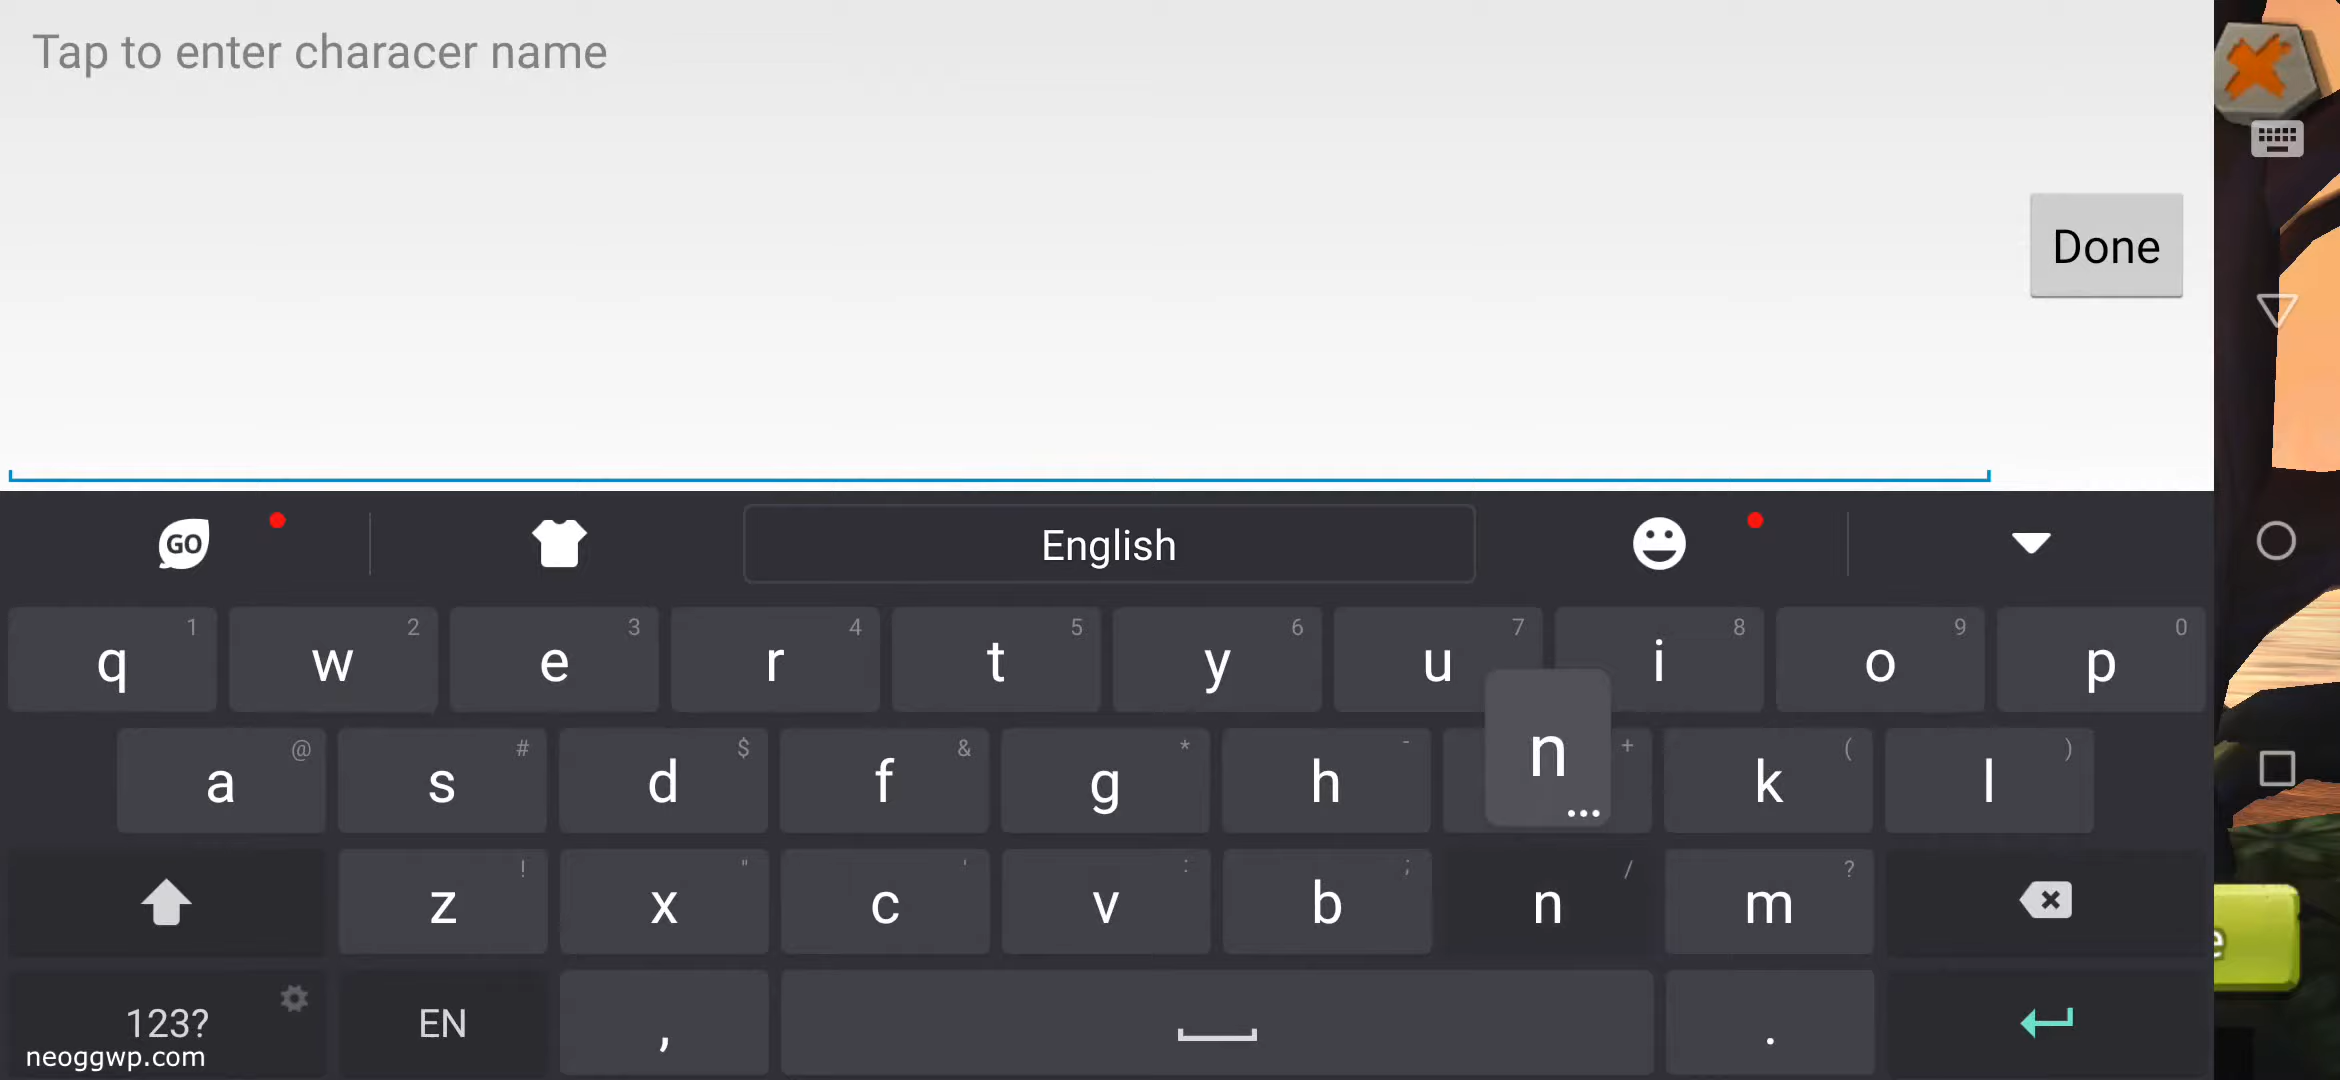 Tap to enter characer name
Done
GO
English
1 2 3 4 5 6 7 8 9 0
q w e r t y u i o p
@ # $ & * - + ( )
a s d f g h n k l
...
! " ' : ; / ?
z x c v b n m
123? EN , .
neoggwp.com
e